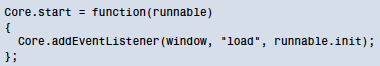 Core.start = function(runnable)
{
  Core.addEventListener(window, "load", runnable.init);
};